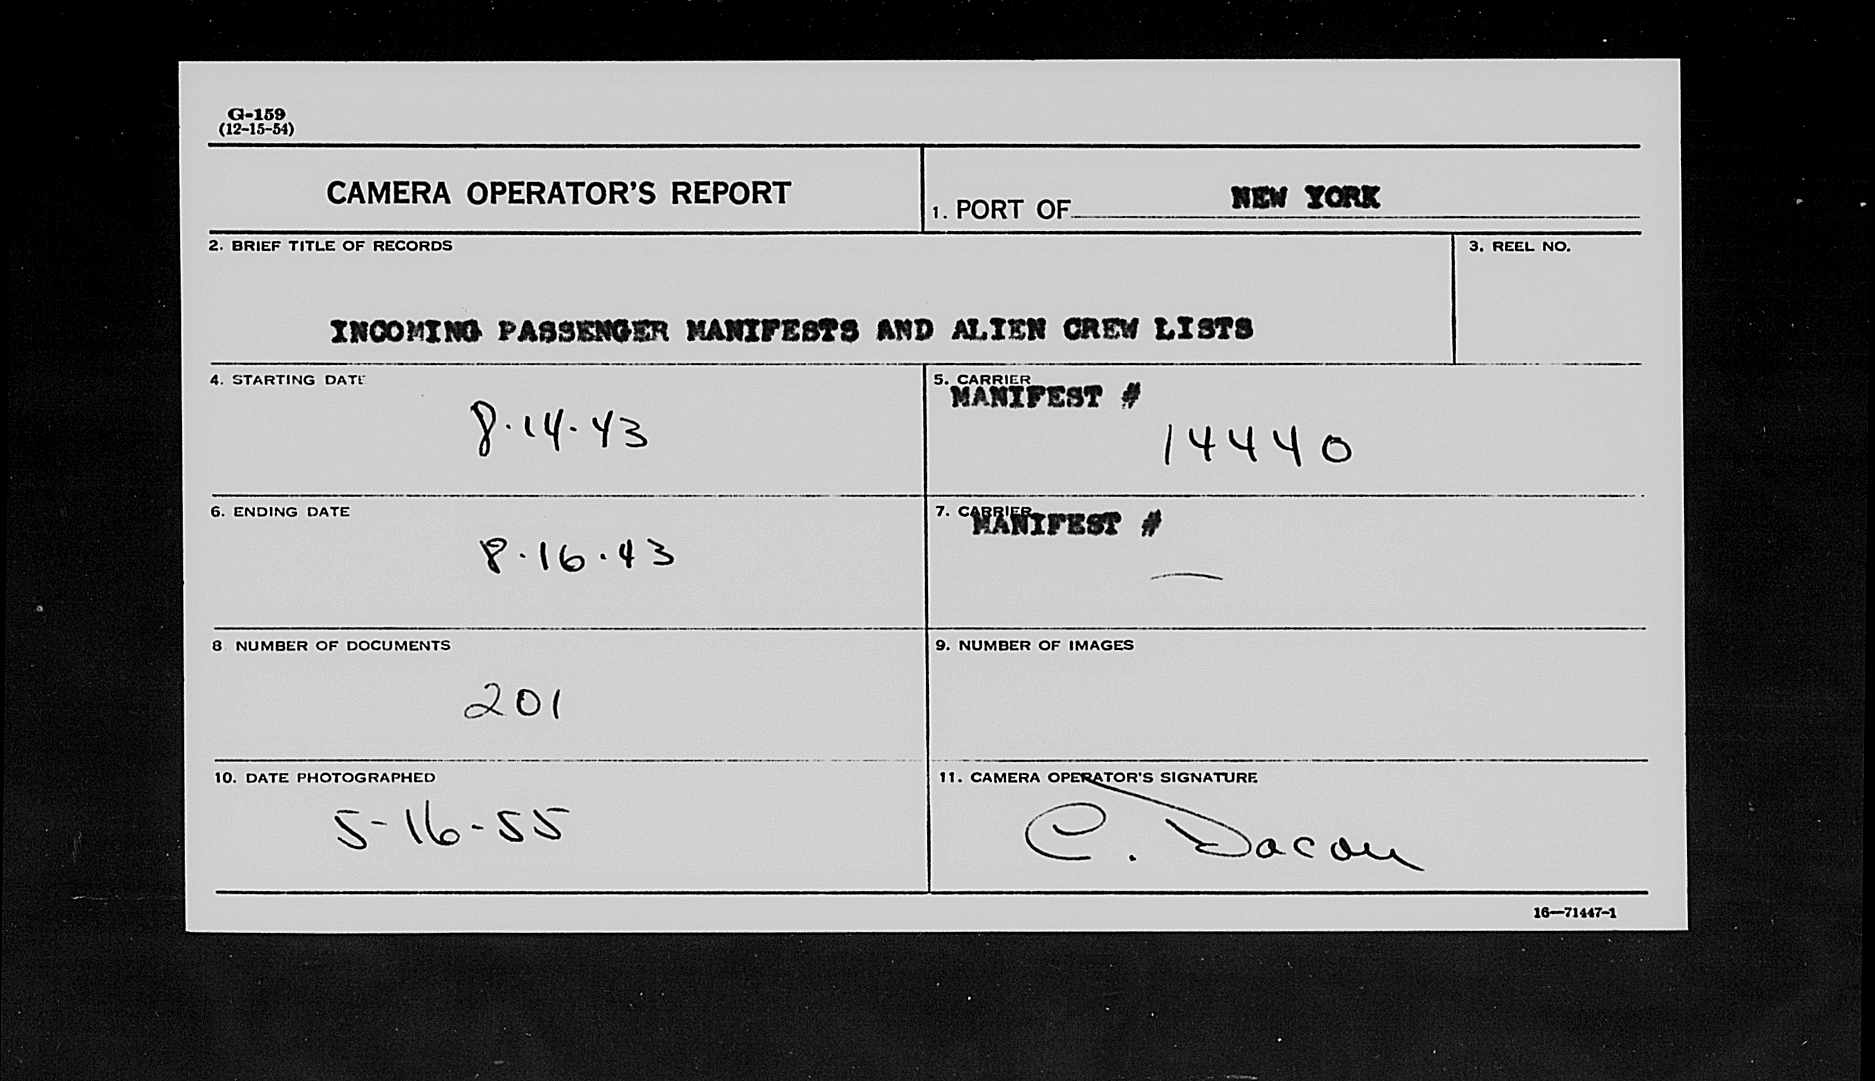 G-159
(12-15-54)
CAMERA OPERATOR'S REPORT
1. PORT OF NEW YORK
2. BRIEF TITLE OF RECORDS
3. REEL NO.
INCOMING PASSENGER MANIFESTS AND ALIEN CREW LISTS
4. STARTING DATE
8-14-43
5. CARRIER
MANIFEST #
14440
6. ENDING DATE
8-16-43
7. CARRIER
MANIFEST #
—
8 NUMBER OF DOCUMENTS
201
9. NUMBER OF IMAGES
10. DATE PHOTOGRAPHED
5-16-55
11. CAMERA OPERATOR'S SIGNATURE
C. Dacou
16—71447-1